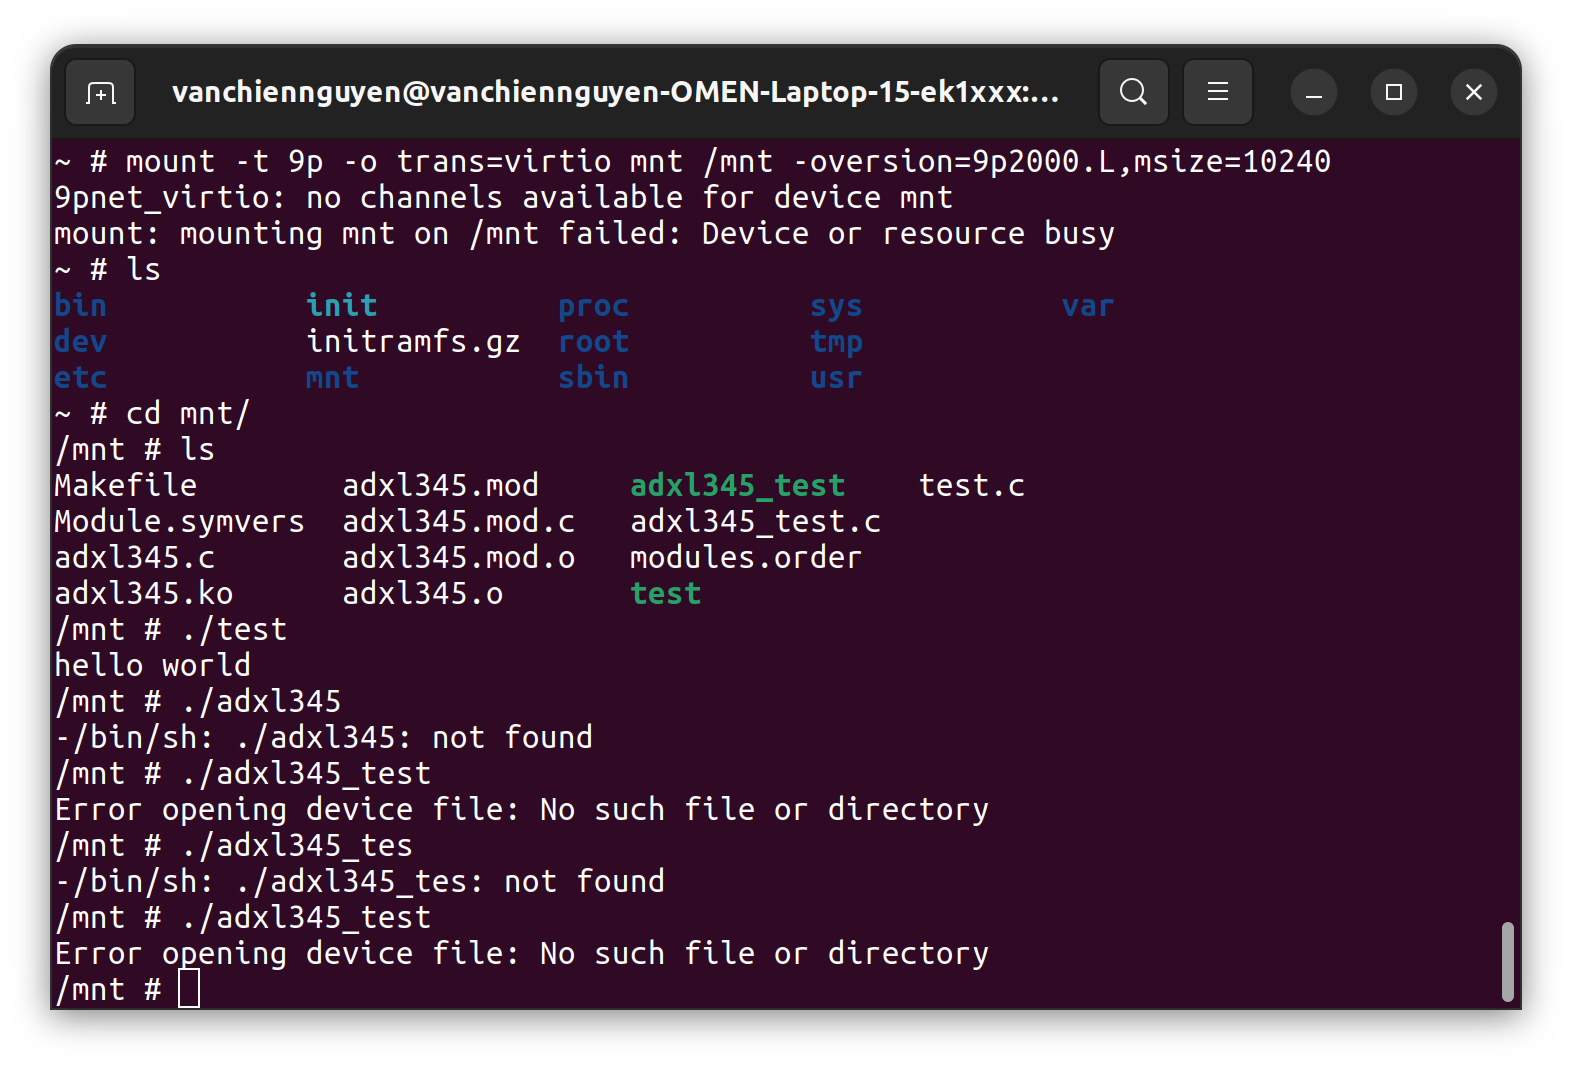 vanchiennguyen@vanchiennguyen-OMEN-Laptop-15-ek1xxx:...
~ # mount -t 9p -o trans=virtio mnt /mnt -oversion=9p2000.L,msize=10240
9pnet_virtio: no channels available for device mnt
mount: mounting mnt on /mnt failed: Device or resource busy
~ # ls
bin init proc sys var
dev initramfs.gz root tmp
etc mnt sbin usr
~ # cd mnt/
/mnt # ls
Makefile adxl345.mod adxl345_test test.c
Module.symvers adxl345.mod.c adxl345_test.c
adxl345.c adxl345.mod.o modules.order
adxl345.ko adxl345.o test
/mnt # ./test
hello world
/mnt # ./adxl345
-/bin/sh: ./adxl345: not found
/mnt # ./adxl345_test
Error opening device file: No such file or directory
/mnt # ./adxl345_tes
-/bin/sh: ./adxl345_tes: not found
/mnt # ./adxl345_test
Error opening device file: No such file or directory
/mnt #